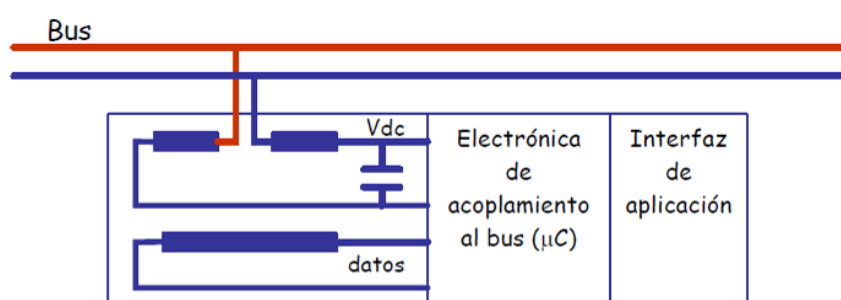 Bus
Vdc
datos
Electrónica
de
acoplamiento
al bus (μC)
Interfaz
de
aplicación